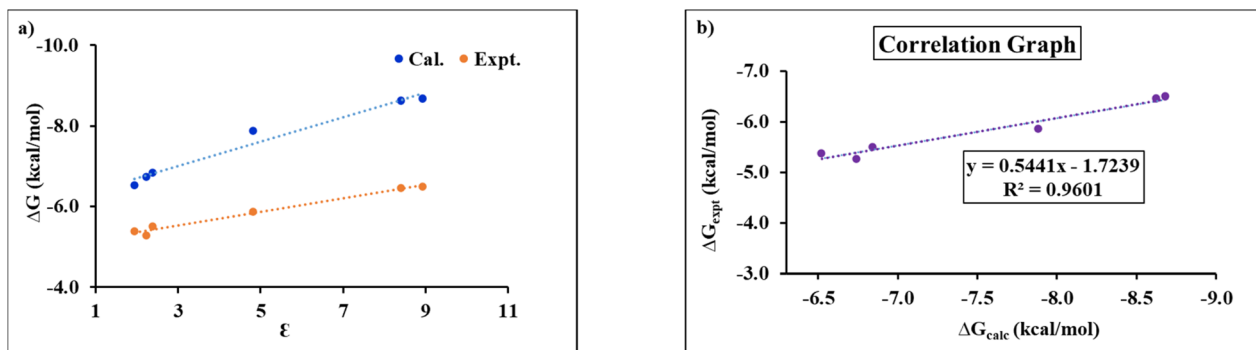 a)
-10.0
-8.0
-6.0
-4.0
ΔG (kcal/mol)
Cal. Expt.
1 3 5 7 9 11
ε
b)
Correlation Graph
-7.0
-6.0
-5.0
-4.0
-3.0
ΔG_expt (kcal/mol)
y = 0.5441x - 1.7239
R² = 0.9601
-6.5 -7.0 -7.5 -8.0 -8.5 -9.0
ΔG_calc (kcal/mol)